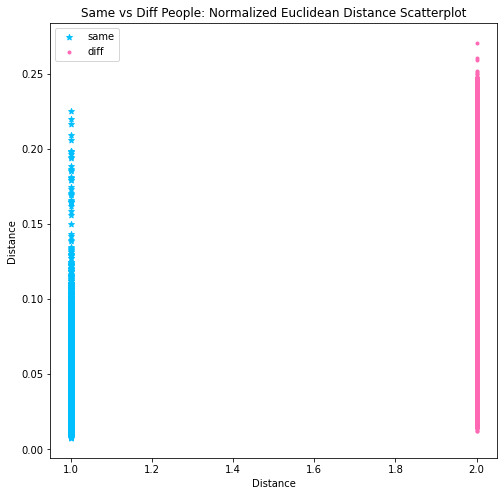 Same vs Diff People: Normalized Euclidean Distance Scatterplot
same
diff
0.25
0.20
0.15
0.10
0.05
0.00
Distance
1.0 1.2 1.4 1.6 1.8 2.0
Distance